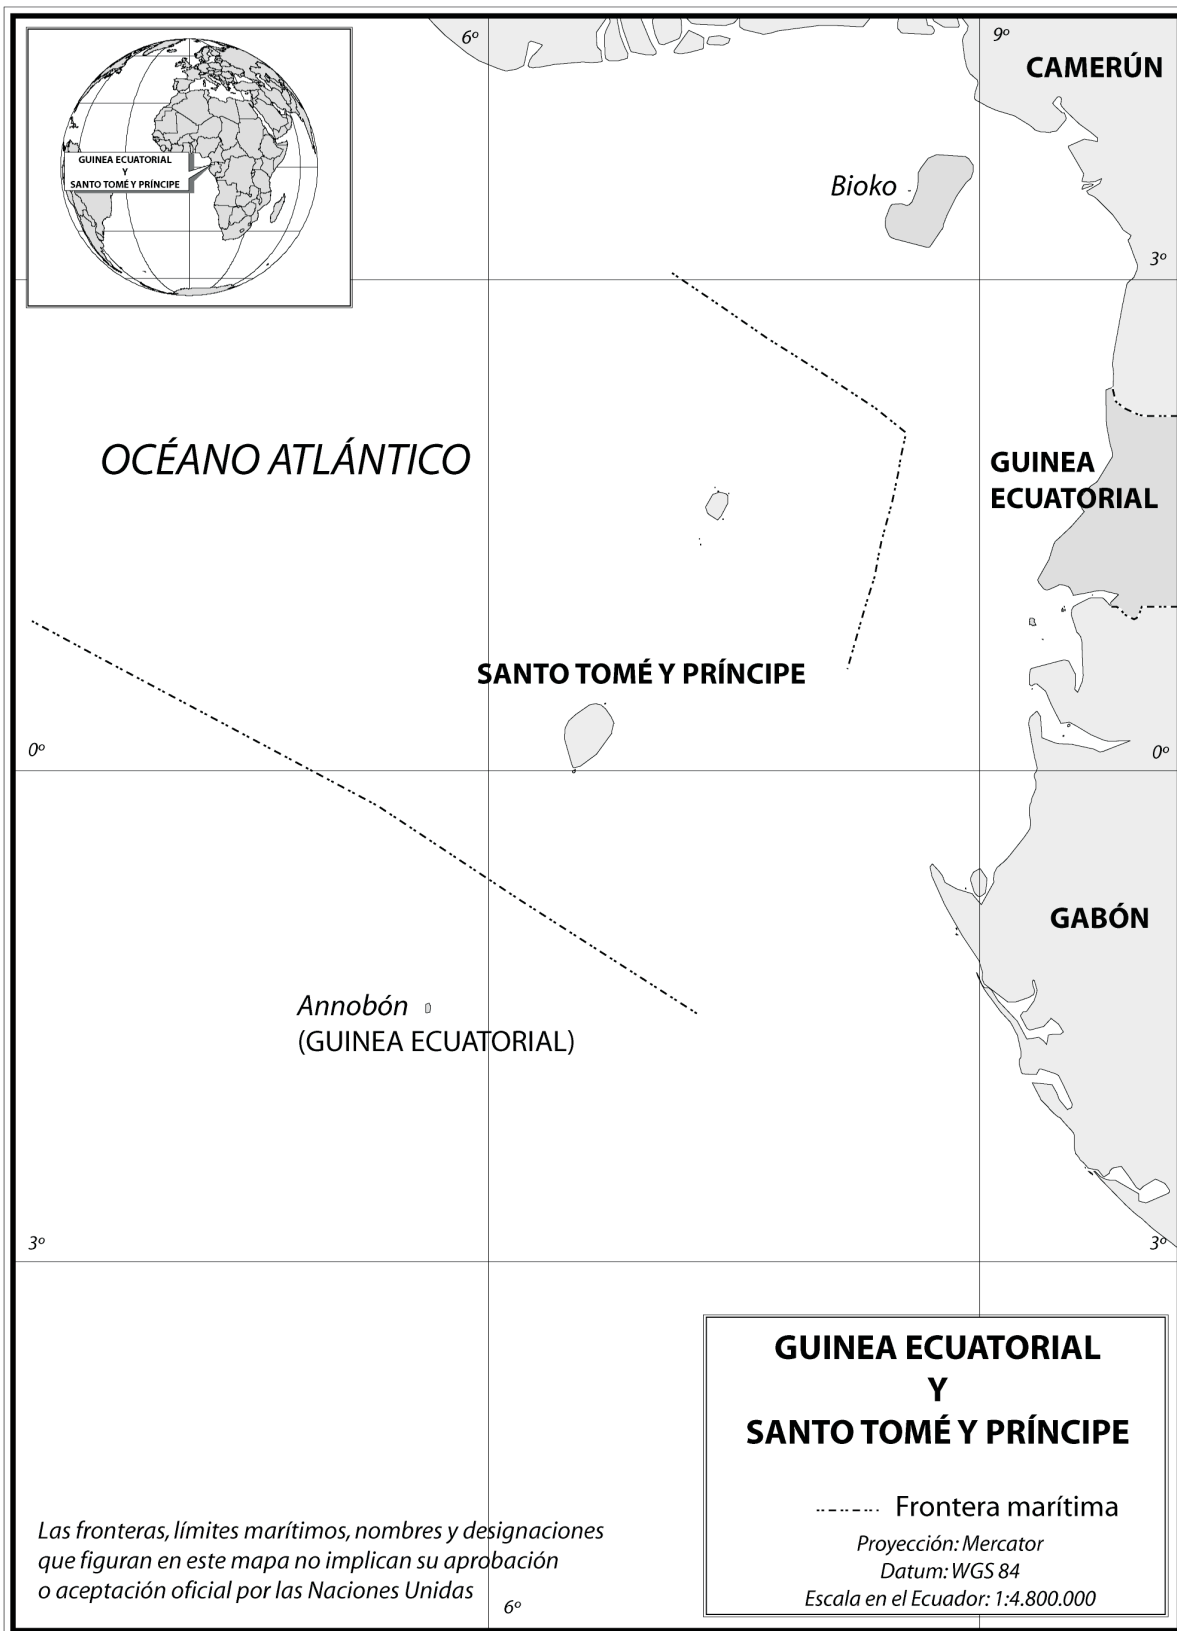 6º
9º
CAMERÚN
GUINEA ECUATORIAL
Y
SANTO TOMÉ Y PRÍNCIPE
Bioko
3º
OCÉANO ATLÁNTICO
GUINEA
ECUATORIAL
SANTO TOMÉ Y PRÍNCIPE
0º
0º
GABÓN
Annobón
(GUINEA ECUATORIAL)
3º
3º
GUINEA ECUATORIAL
Y
SANTO TOMÉ Y PRÍNCIPE
Frontera marítima
Proyección: Mercator
Datum: WGS 84
Escala en el Ecuador: 1:4.800.000
Las fronteras, límites marítimos, nombres y designaciones
que figuran en este mapa no implican su aprobación
o aceptación oficial por las Naciones Unidas
6º